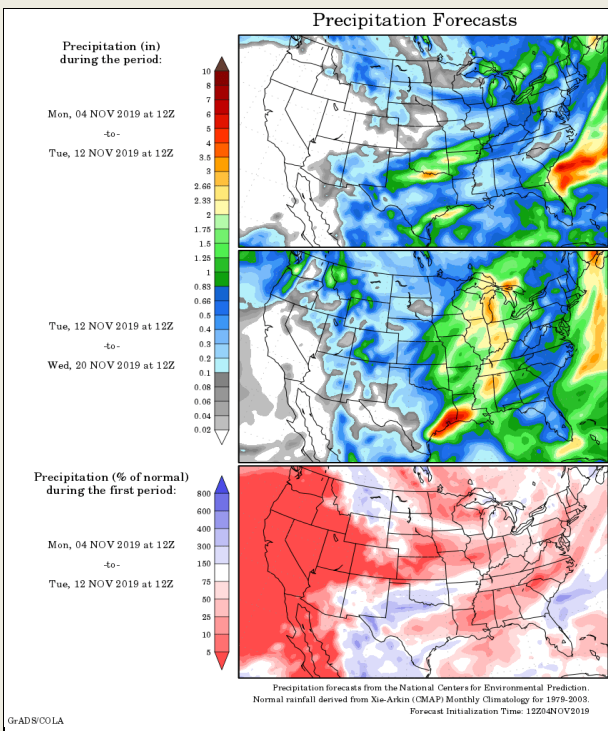 Precipitation Forecasts
Precipitation (in)
during the period:
Mon, 04 NOV 2019 at 12Z
-to-
Tue, 12 NOV 2019 at 12Z
10
8
7
6
5
4
3.5
3
2.66
2.33
2
1.75
1.5
1.25
1
0.83
0.66
0.5
0.4
0.3
0.2
0.1
0.08
0.06
0.04
0.02
Tue, 12 NOV 2019 at 12Z
-to-
Wed, 20 NOV 2019 at 12Z
Precipitation (% of normal)
during the first period:
Mon, 04 NOV 2019 at 12Z
-to-
Tue, 12 NOV 2019 at 12Z
800
600
400
300
150
75
50
25
10
5
Precipitation forecasts from the National Centers for Environmental Prediction.
Normal rainfall derived from Xie-Arkin (CMAP) Monthly Climatology for 1979-2003.
Forecast Initialization Time: 12Z04NOV2019
GrADS/COLA